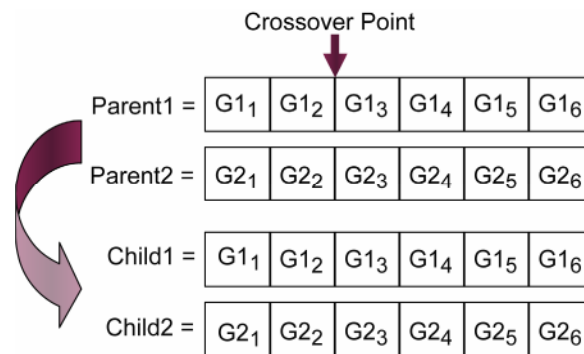 Crossover Point
Parent1 = G1₁ G1₂ G1₃ G1₄ G1₅ G1₆
Parent2 = G2₁ G2₂ G2₃ G2₄ G2₅ G2₆
Child1 = G1₁ G1₂ G1₃ G1₄ G1₅ G1₆
Child2 = G2₁ G2₂ G2₃ G2₄ G2₅ G2₆